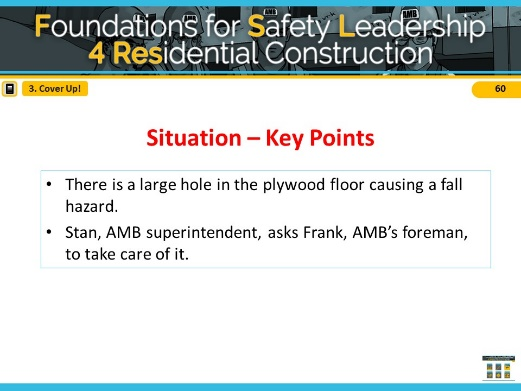 Foundations for Safety Leadership
4 Residential Construction
AMB
3. Cover Up!
60
Situation – Key Points
• There is a large hole in the plywood floor causing a fall
hazard.
• Stan, AMB superintendent, asks Frank, AMB's foreman,
to take care of it.